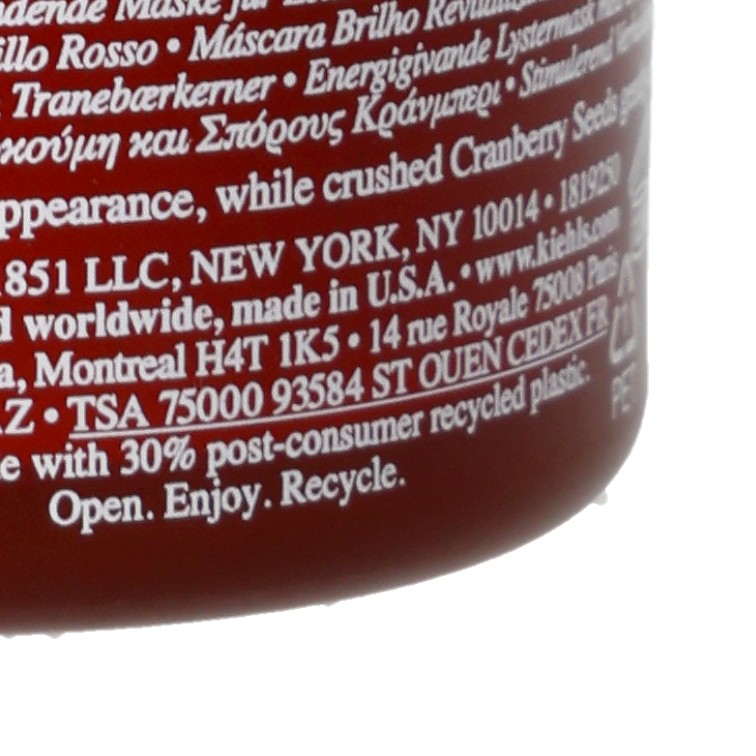 Maske für
illo Rosso • Máscara Brilho
Tranebærkerner • Energigivande Lystermask
κούμη και Σπόρους Κράνμπερι • Stimulerend
ppearance, while crushed Cranberry Seeds
1851 LLC, NEW YORK, NY 10014 • 1819250
d worldwide, made in U.S.A. • www.kiehls.com
a, Montreal H4T 1K5 • 14 rue Royale 75008 Paris
AZ • TSA 75000 93584 ST OUEN CEDEX FR
e with 30% post-consumer recycled plastic.
Open. Enjoy. Recycle.